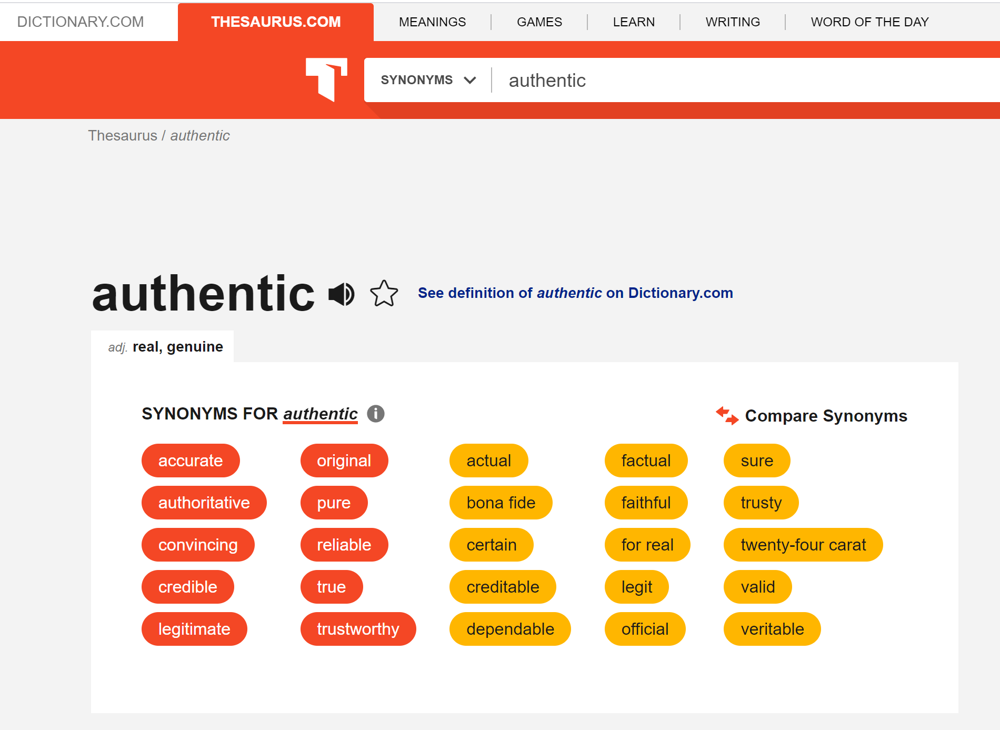 DICTIONARY.COM THESAURUS.COM MEANINGS GAMES LEARN WRITING WORD OF THE DAY
SYNONYMS authentic
Thesaurus / authentic
authentic See definition of authentic on Dictionary.com
adj. real, genuine
SYNONYMS FOR authentic Compare Synonyms
accurate original actual factual sure
authoritative pure bona fide faithful trusty
convincing reliable certain for real twenty-four carat
credible true creditable legit valid
legitimate trustworthy dependable official veritable